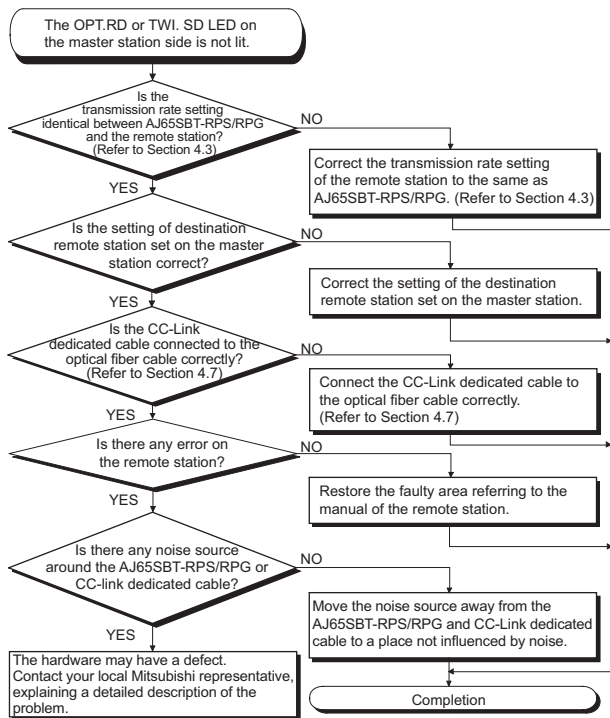 The OPT.RD or TWI. SD LED on
the master station side is not lit.
Is the
transmission rate setting
identical between AJ65SBT-RPS/RPG
and the remote station?
(Refer to Section 4.3)
NO
YES
Correct the transmission rate setting
of the remote station to the same as
AJ65SBT-RPS/RPG. (Refer to Section 4.3)
Is the setting of destination
remote station set on the master
station correct?
NO
YES
Correct the setting of the destination
remote station set on the master station.
Is the CC-Link
dedicated cable connected to the
optical fiber cable correctly?
(Refer to Section 4.7)
NO
YES
Connect the CC-Link dedicated cable to
the optical fiber cable correctly.
(Refer to Section 4.7)
Is there any error on
the remote station?
NO
YES
Restore the faulty area referring to the
manual of the remote station.
Is there any noise source
around the AJ65SBT-RPS/RPG or
CC-link dedicated cable?
NO
YES
Move the noise source away from the
AJ65SBT-RPS/RPG and CC-Link dedicated
cable to a place not influenced by noise.
The hardware may have a defect.
Contact your local Mitsubishi representative,
explaining a detailed description of the
problem.
Completion